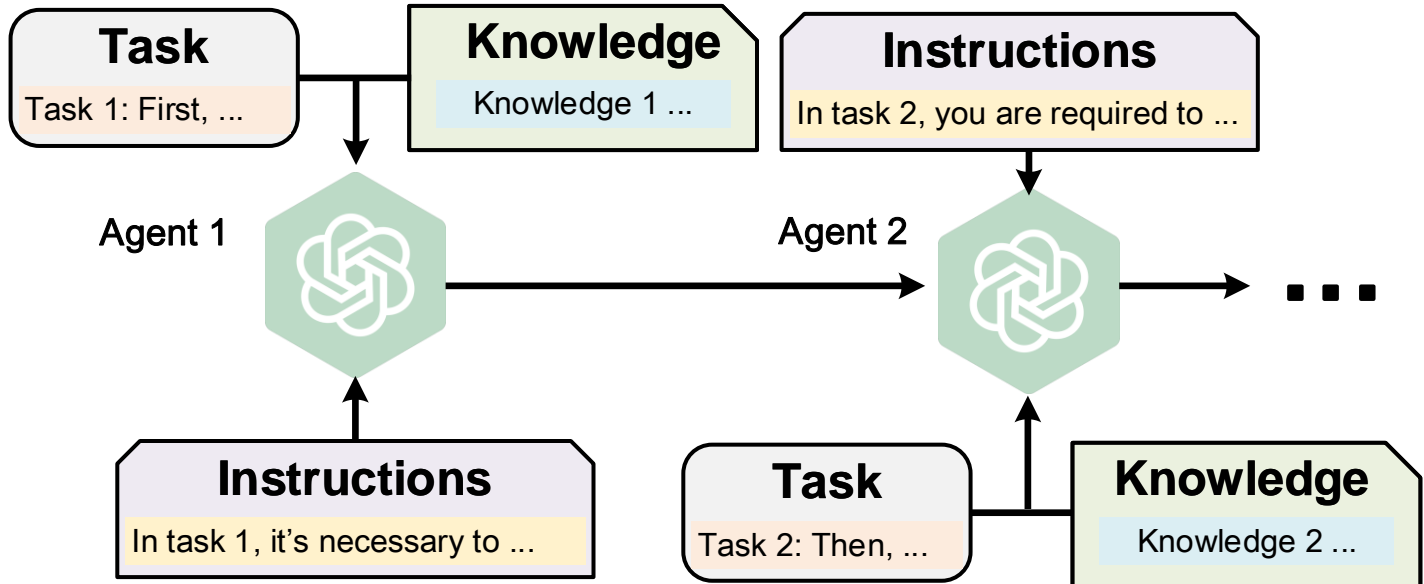 Task
Task 1: First, ...
Knowledge
Knowledge 1 ...
Instructions
In task 2, you are required to ...
Agent 1
Agent 2
...
Instructions
In task 1, it’s necessary to ...
Task
Task 2: Then, ...
Knowledge
Knowledge 2 ...